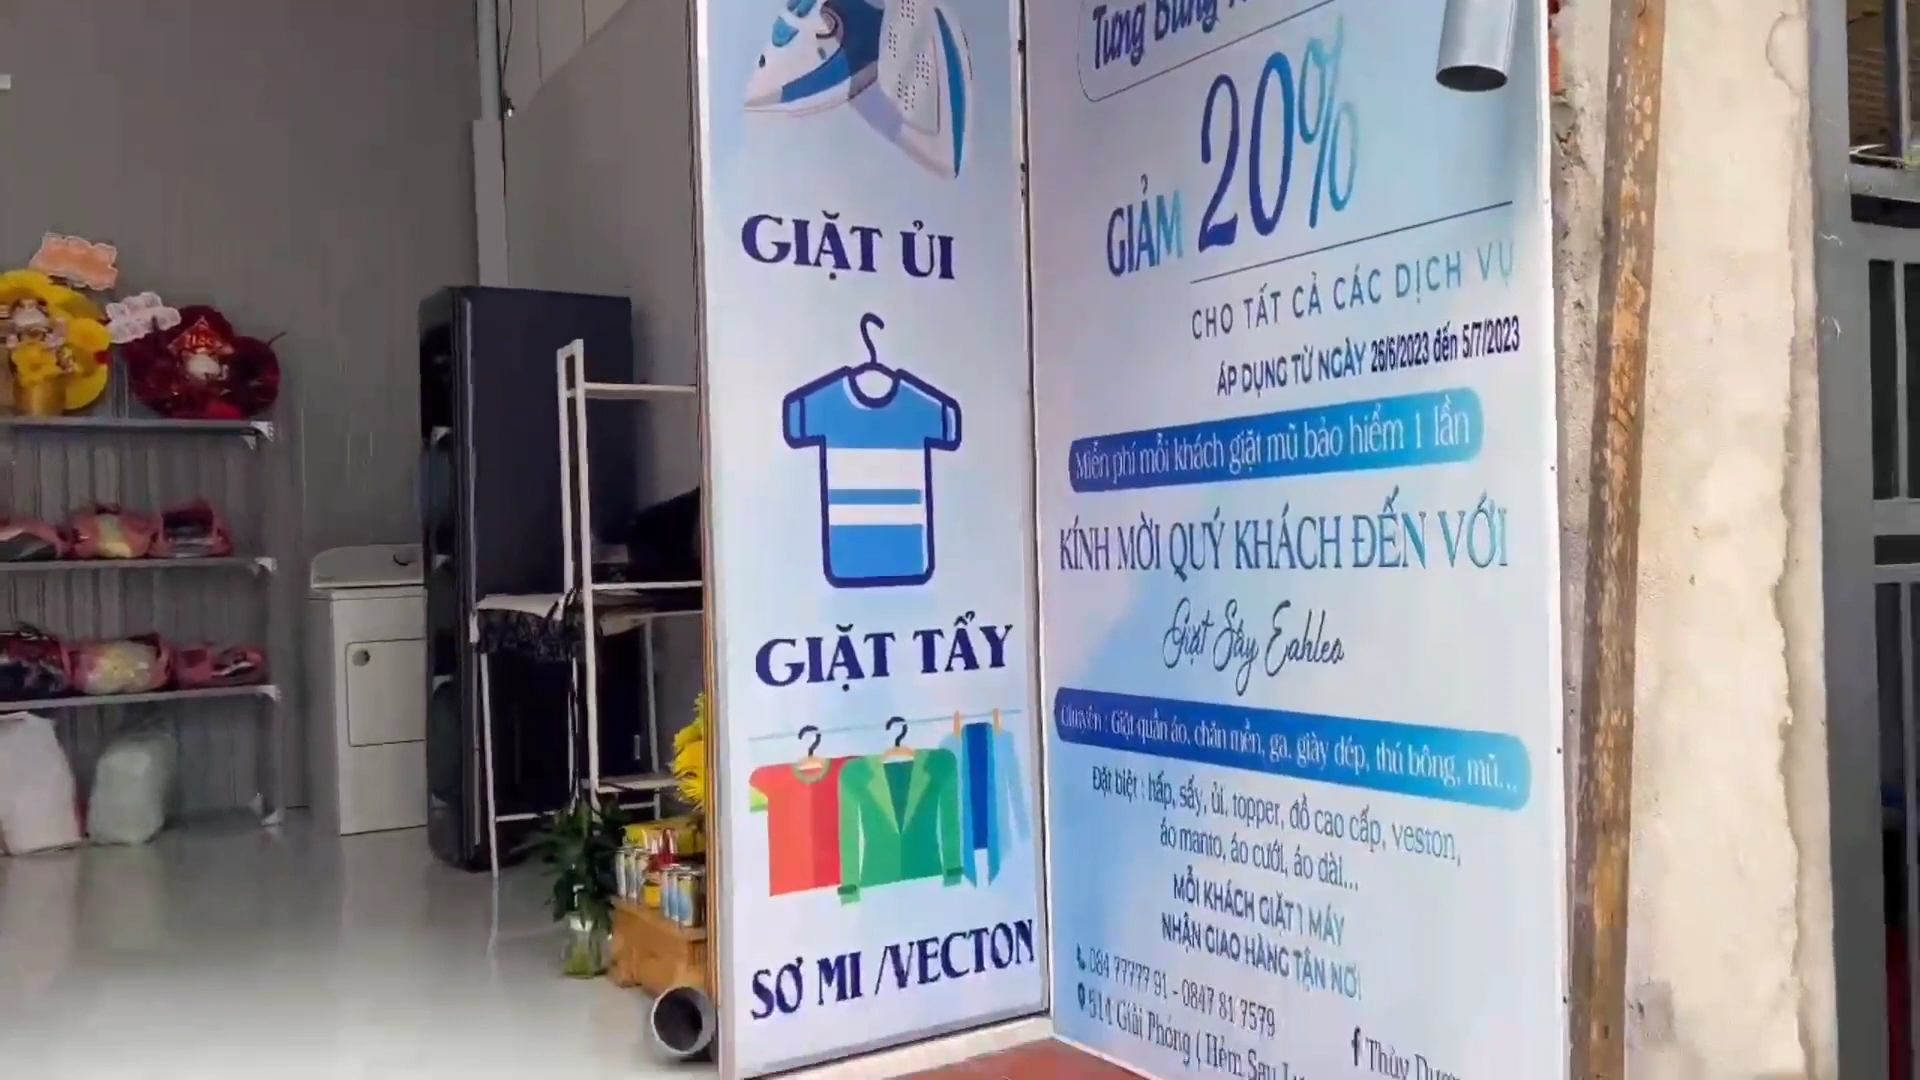 GIẶT ỦI
GIẶT TẨY
SƠ MI /VECTON
Tưng Bừng
GIẢM 20%
CHO TẤT CẢ CÁC DỊCH VỤ
ÁP DỤNG TỪ NGÀY 26/6/2023 đến 5/7/2023
Miễn phí mỗi khách giặt mũ bảo hiểm 1 lần
KÍNH MỜI QUÝ KHÁCH ĐẾN VỚI
Giặt Sấy Eahleo
Chuyên : Giặt quần áo, chăn mền, ga, giày dép, thú bông, mũ...
Đặt biệt : hấp, sấy, ủi, topper, đồ cao cấp, veston,
áo manto, áo cưới, áo dài...
MỖI KHÁCH GIẶT 1 MÁY
NHẬN GIAO HÀNG TẬN NƠI
084 77777 91 - 0847 81 7579
514 Giải Phóng ( Hẻm Sau
Thùy